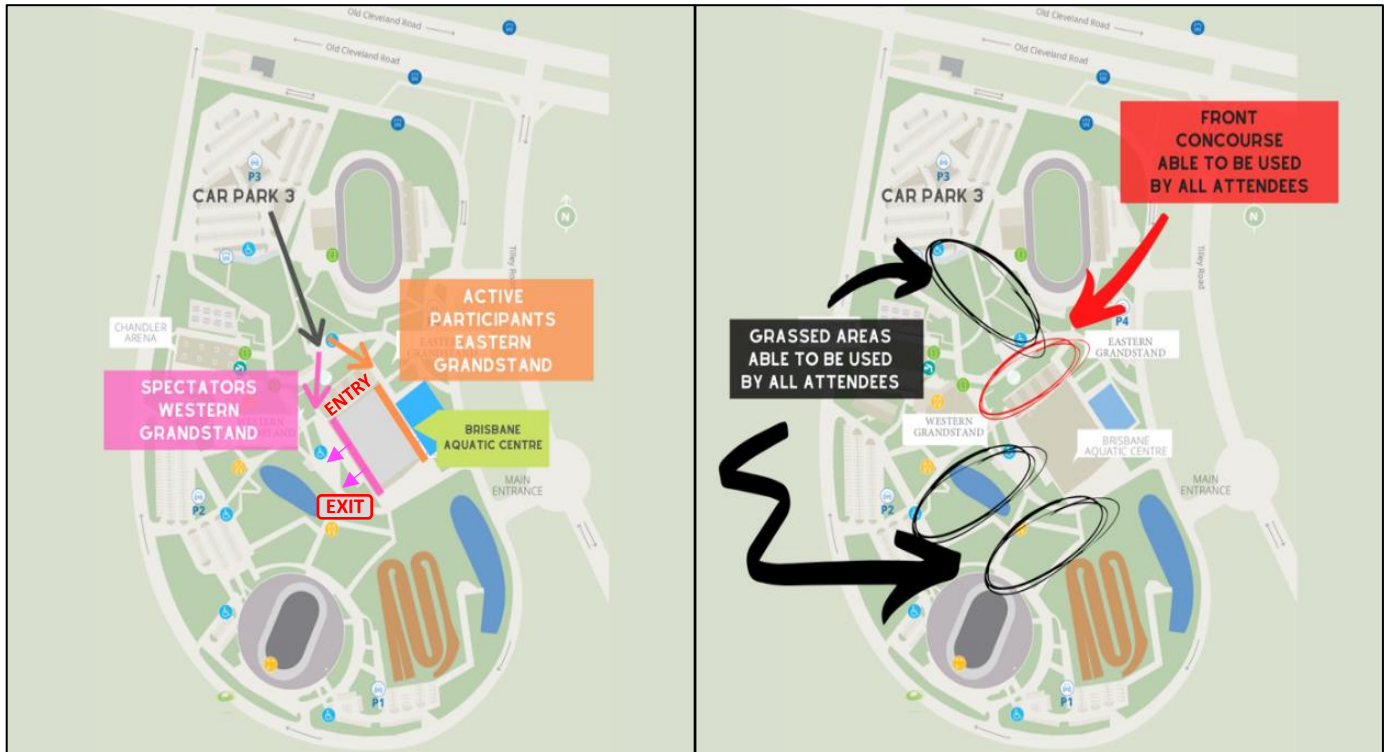 Old Cleveland Road
Old Cleveland Road
P3
CAR PARK 3
N
Tilley Road
ACTIVE
PARTICIPANTS
EASTERN
GRANDSTAND
CHANDLER
ARENA
SPECTATORS
WESTERN
GRANDSTAND
ENTRY
BRISBANE
AQUATIC CENTRE
EXIT
MAIN
ENTRANCE
P2
P1
Old Cleveland Road
Old Cleveland Road
FRONT
CONCOURSE
ABLE TO BE USED
BY ALL ATTENDEES
P3
CAR PARK 3
N
Tilley Road
P4
EASTERN
GRANDSTAND
GRASSED AREAS
ABLE TO BE USED
BY ALL ATTENDEES
WESTERN
GRANDSTAND
BRISBANE
AQUATIC CENTRE
MAIN
ENTRANCE
P2
P1